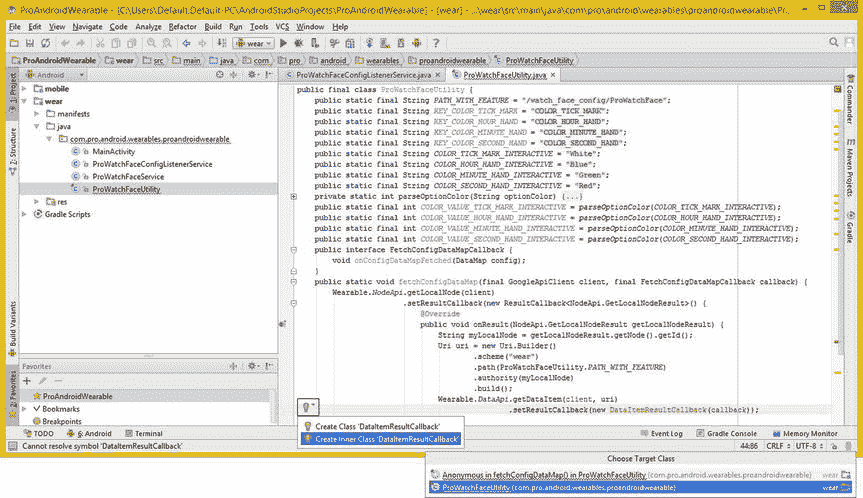 ProAndroidWearable - [C:\Users\Default.Default-PC\AndroidStudioProjects\ProAndroidWearable] - [wear] - ...\wear\src\main\java\com\pro\android\wearables\proandroidwearable\Pro...
File Edit View Navigate Code Analyze Refactor Build Run Tools VCS Window Help
wear
ProAndroidWearable wear src main java com pro android wearables proandroidwearable ProWatchFaceUtility
Android
ProWatchFaceConfigListenerService.java ProWatchFaceUtility.java
1: Project
Z: Structure
Build Variants
2: Favorites
mobile
wear
manifests
java
com.pro.android.wearables.proandroidwearable
MainActivity
ProWatchFaceConfigListenerService
ProWatchFaceService
ProWatchFaceUtility
res
Gradle Scripts
Favorites
ProAndroidWearable
Bookmarks
Breakpoints
public final class ProWatchFaceUtility {
public static final String PATH_WITH_FEATURE = "/watch_face_config/ProWatchFace";
public static final String KEY_COLOR_TICK_MARK = "COLOR_TICK_MARK";
public static final String KEY_COLOR_HOUR_HAND = "COLOR_HOUR_HAND";
public static final String KEY_COLOR_MINUTE_HAND = "COLOR_MINUTE_HAND";
public static final String KEY_COLOR_SECOND_HAND = "COLOR_SECOND_HAND";
public static final String COLOR_TICK_MARK_INTERACTIVE = "White";
public static final String COLOR_HOUR_HAND_INTERACTIVE = "Blue";
public static final String COLOR_MINUTE_HAND_INTERACTIVE = "Green";
public static final String COLOR_SECOND_HAND_INTERACTIVE = "Red";
private static int parseOptionColor(String optionColor) {...}
public static final int COLOR_VALUE_TICK_MARK_INTERACTIVE = parseOptionColor(COLOR_TICK_MARK_INTERACTIVE);
public static final int COLOR_VALUE_HOUR_HAND_INTERACTIVE = parseOptionColor(COLOR_HOUR_HAND_INTERACTIVE);
public static final int COLOR_VALUE_MINUTE_HAND_INTERACTIVE = parseOptionColor(COLOR_MINUTE_HAND_INTERACTIVE);
public static final int COLOR_VALUE_SECOND_HAND_INTERACTIVE = parseOptionColor(COLOR_SECOND_HAND_INTERACTIVE);
public interface FetchConfigDataMapCallback {
void onConfigDataMapFetched(DataMap config);
}
public static void fetchConfigDataMap(final GoogleApiClient client, final FetchConfigDataMapCallback callback) {
Wearable.NodeApi.getLocalNode(client)
.setResultCallback(new ResultCallback<NodeApi.GetLocalNodeResult>() {
@Override
public void onResult(NodeApi.GetLocalNodeResult getLocalNodeResult) {
String myLocalNode = getLocalNodeResult.getNode().getId();
Uri uri = new Uri.Builder()
.scheme("wear")
.path(ProWatchFaceUtility.PATH_WITH_FEATURE)
.authority(myLocalNode)
.build();
Wearable.DataApi.getDataItem(client, uri)
.setResultCallback(new DataItemResultCallback(callback));
Commander
Maven Projects
Gradle
Create Class 'DataItemResultCallback'
Create Inner Class 'DataItemResultCallback'
TODO 6: Android Terminal Event Log Gradle Console Memory Monitor
Cannot resolve symbol 'DataItemResultCallback' 44:86 CRLF UTF-8
Choose Target Class
Anonymous in fetchConfigDataMap() in ProWatchFaceUtility (com.pro.android.wearables.proandroidwearable) wear
ProWatchFaceUtility (com.pro.android.wearables.proandroidwearable) wear